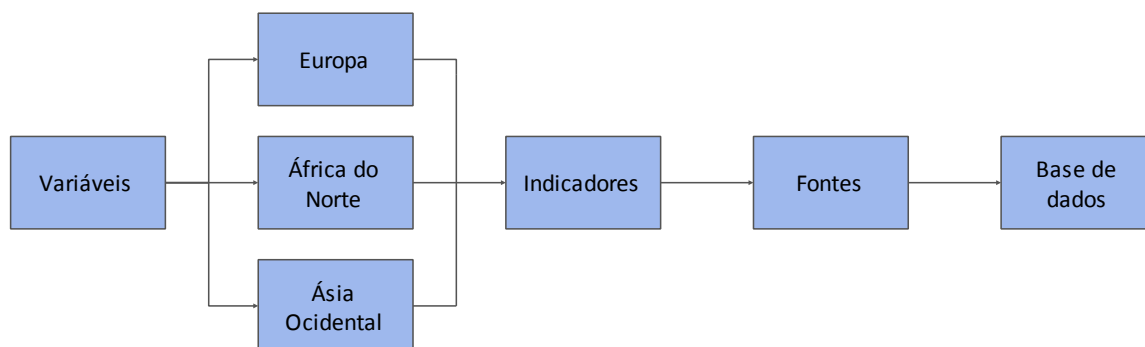 Europa
Variáveis
África do
Norte
Indicadores
Fontes
Base de
dados
Ásia
Ocidental